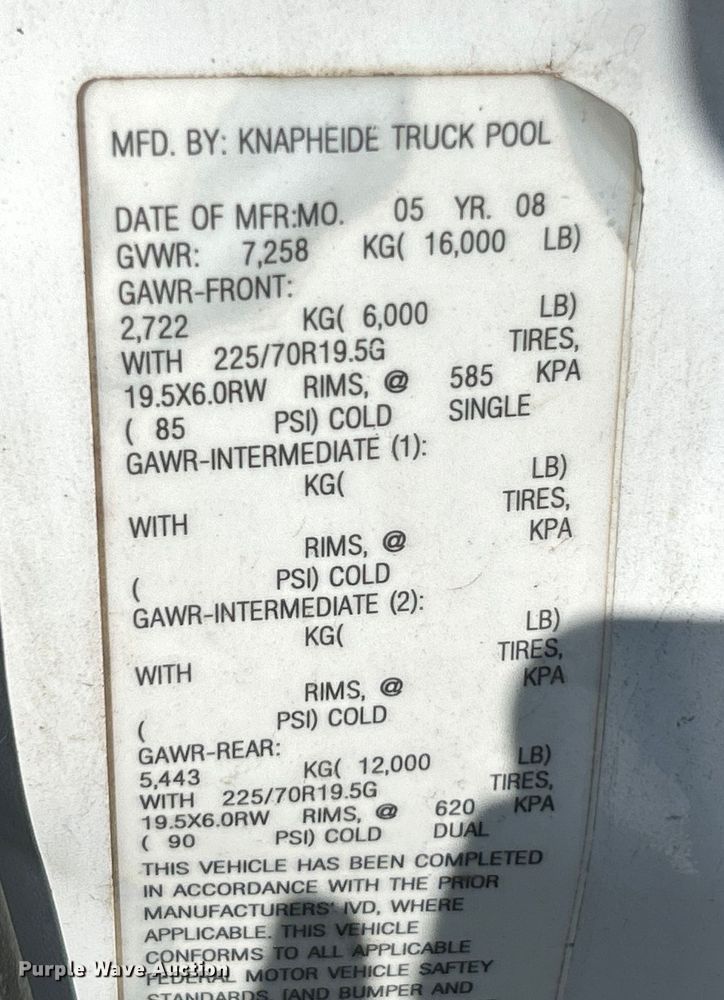 MFD. BY: KNAPHEIDE TRUCK POOL
DATE OF MFR:MO. 05 YR. 08
GVWR: 7,258 KG( 16,000 LB)
GAWR-FRONT:
2,722 KG( 6,000 LB)
WITH 225/70R19.5G TIRES,
19.5X6.0RW RIMS, @ 585 KPA
( 85 PSI) COLD SINGLE
GAWR-INTERMEDIATE (1):
KG( LB)
WITH TIRES,
RIMS, @ KPA
( PSI) COLD
GAWR-INTERMEDIATE (2):
KG( LB)
WITH TIRES,
RIMS, @ KPA
( PSI) COLD
GAWR-REAR:
5,443 KG( 12,000 LB)
WITH 225/70R19.5G TIRES,
19.5X6.0RW RIMS, @ 620 KPA
( 90 PSI) COLD DUAL
THIS VEHICLE HAS BEEN COMPLETED
IN ACCORDANCE WITH THE PRIOR
MANUFACTURERS' IVD, WHERE
APPLICABLE. THIS VEHICLE
CONFORMS TO ALL APPLICABLE
FEDERAL MOTOR VEHICLE SAFTEY
STANDARDS, [AND BUMPER AND
Purple Wave Auction